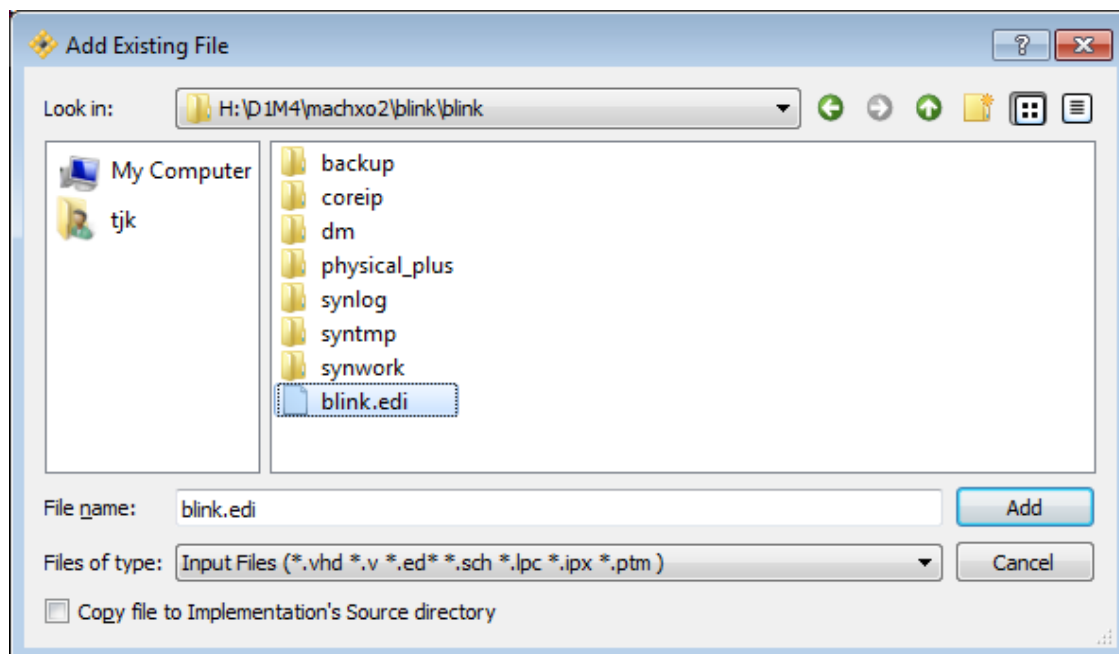 Add Existing File
Look in: H:\D1M4\machxo2\blink\blink
My Computer
tjk
backup
coreip
dm
physical_plus
synlog
syntmp
synwork
blink.edi
File name: blink.edi Add
Files of type: Input Files (*.vhd *.v *.ed* *.sch *.lpc *.ipx *.ptm ) Cancel
Copy file to Implementation's Source directory